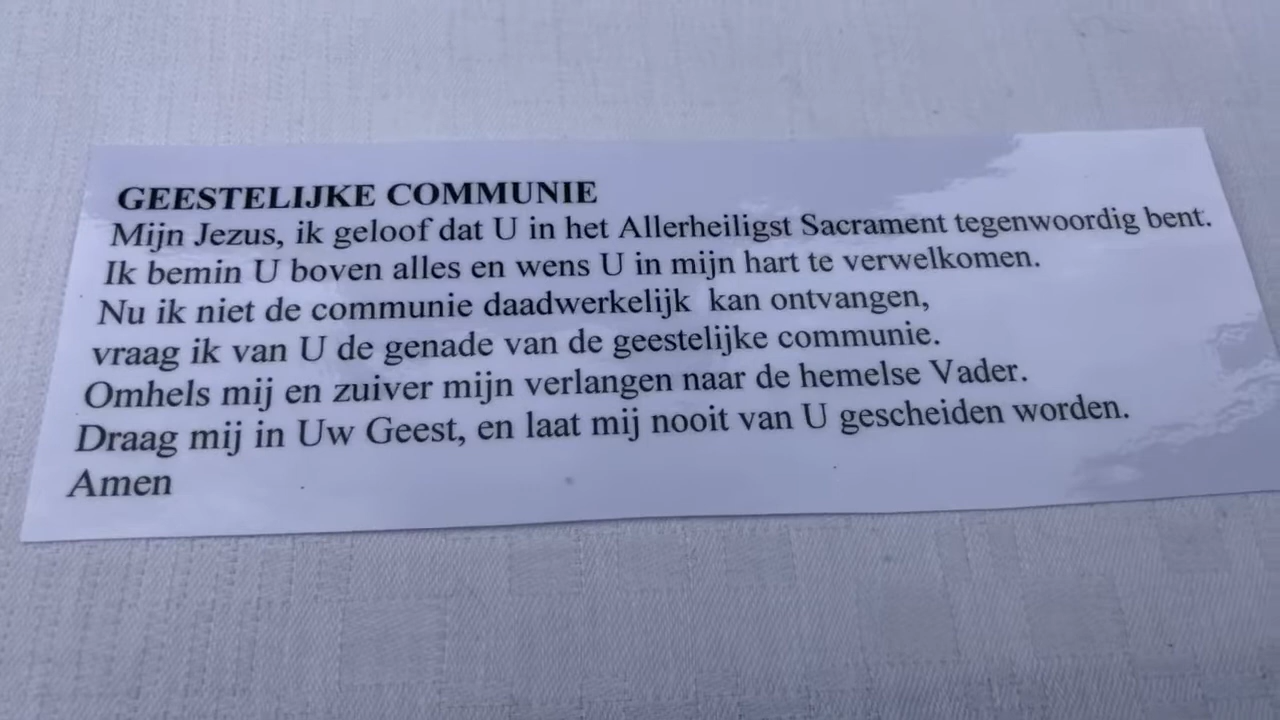 GEESTELIJKE COMMUNIE
Mijn Jezus, ik geloof dat U in het Allerheiligst Sacrament tegenwoordig bent.
Ik bemin U boven alles en wens U in mijn hart te verwelkomen.
Nu ik niet de communie daadwerkelijk kan ontvangen,
vraag ik van U de genade van de geestelijke communie.
Omhels mij en zuiver mijn verlangen naar de hemelse Vader.
Draag mij in Uw Geest, en laat mij nooit van U gescheiden worden.
Amen